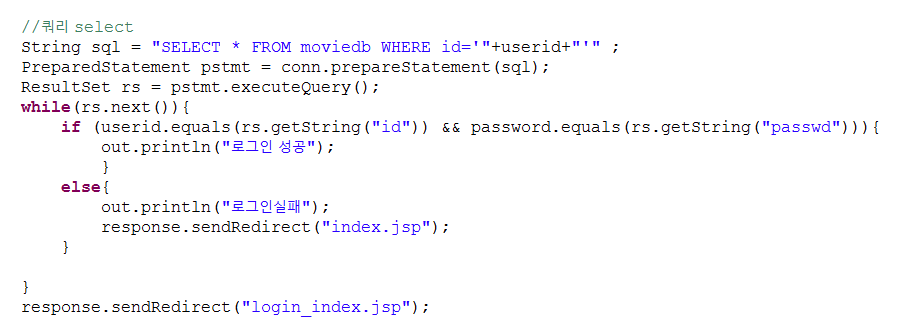 //쿼리 select
String sql = "SELECT * FROM moviedb WHERE id='"+userid+"'" ;
PreparedStatement pstmt = conn.prepareStatement(sql);
ResultSet rs = pstmt.executeQuery();
while(rs.next()){
    if (userid.equals(rs.getString("id")) && password.equals(rs.getString("passwd"))){
        out.println("로그인 성공");
        }
    else{
        out.println("로그인실패");
        response.sendRedirect("index.jsp");
    }
}
response.sendRedirect("login_index.jsp");